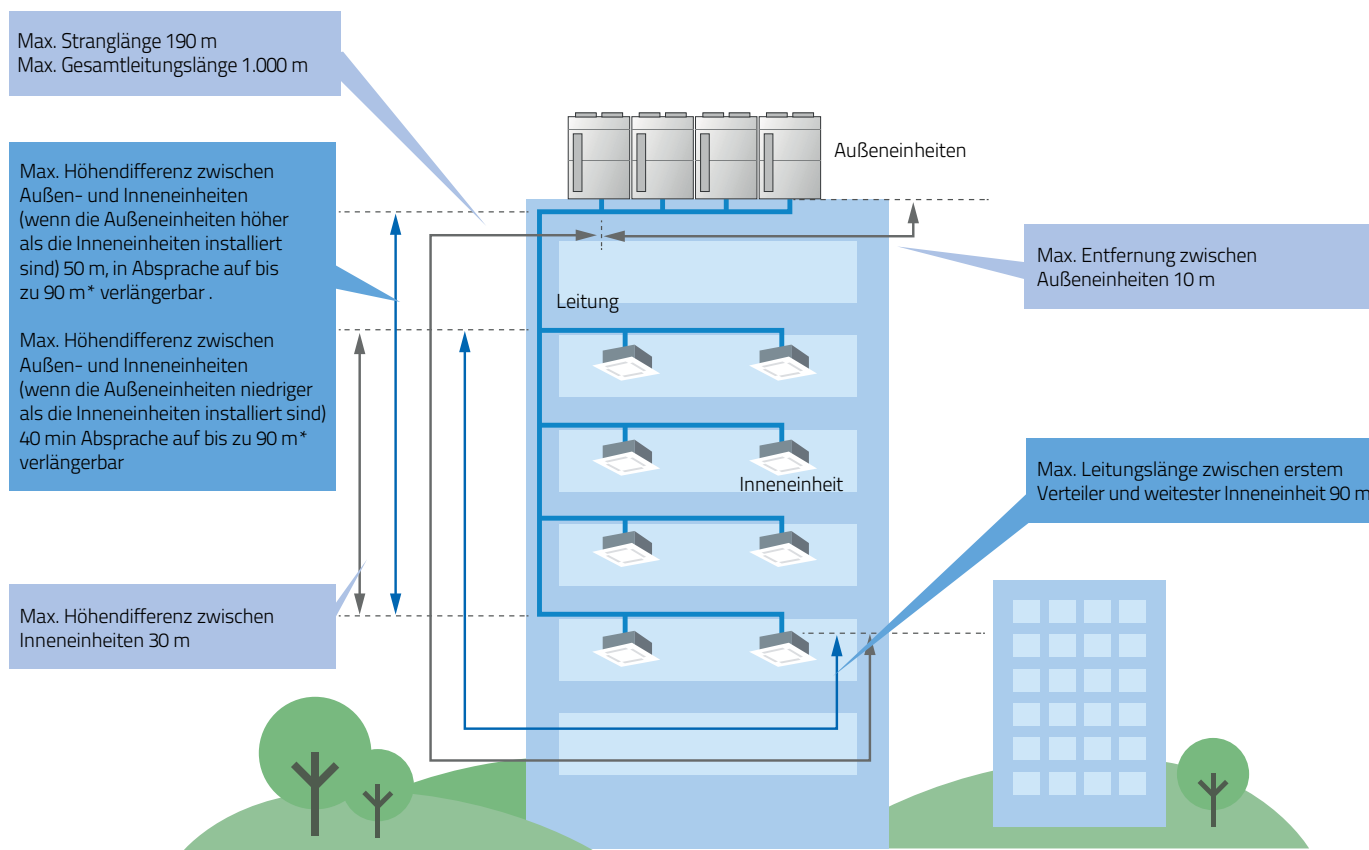 Max. Stranglänge 190 m
Max. Gesamtleitungslänge 1.000 m
Außeneinheiten
Max. Höhendifferenz zwischen
Außen- und Inneneinheiten
(wenn die Außeneinheiten höher
als die Inneneinheiten installiert
sind) 50 m, in Absprache auf bis
zu 90 m* verlängerbar .
Max. Höhendifferenz zwischen
Außen- und Inneneinheiten
(wenn die Außeneinheiten niedriger
als die Inneneinheiten installiert sind)
40 min Absprache auf bis zu 90 m*
verlängerbar
Max. Entfernung zwischen
Außeneinheiten 10 m
Leitung
Inneneinheit
Max. Leitungslänge zwischen erstem
Verteiler und weitester Inneneinheit 90 m
Max. Höhendifferenz zwischen
Inneneinheiten 30 m